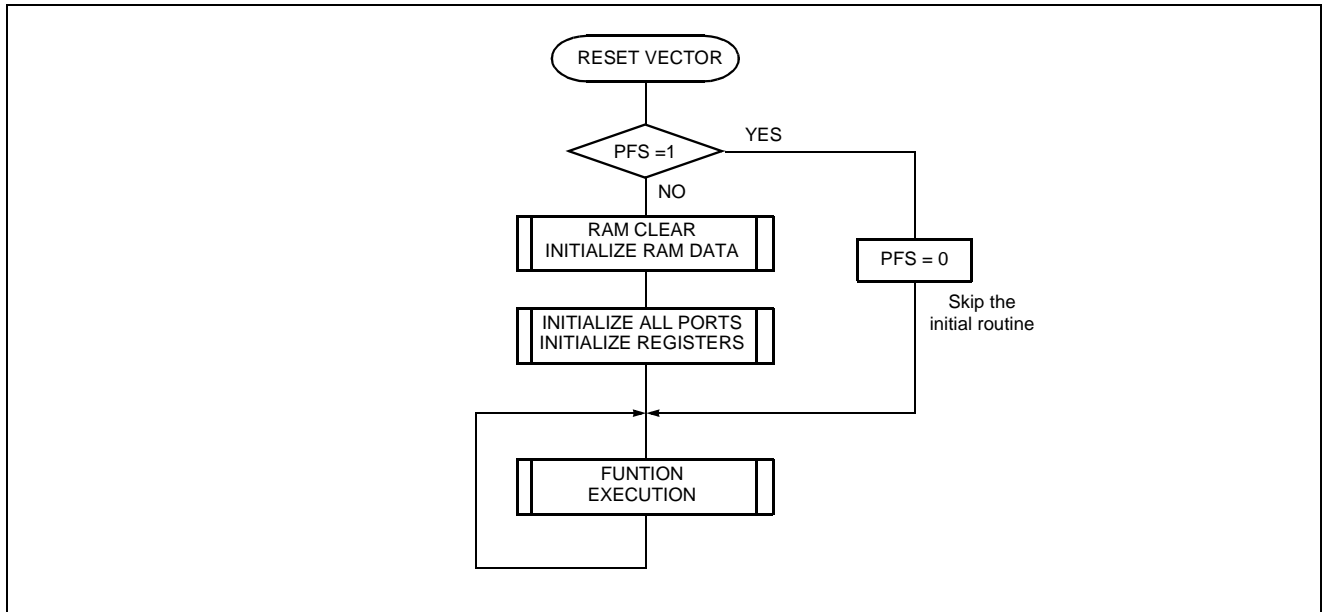 RESET VECTOR
YES
PFS =1
NO
RAM CLEAR
INITIALIZE RAM DATA
PFS = 0
Skip the
initial routine
INITIALIZE ALL PORTS
INITIALIZE REGISTERS
FUNTION
EXECUTION